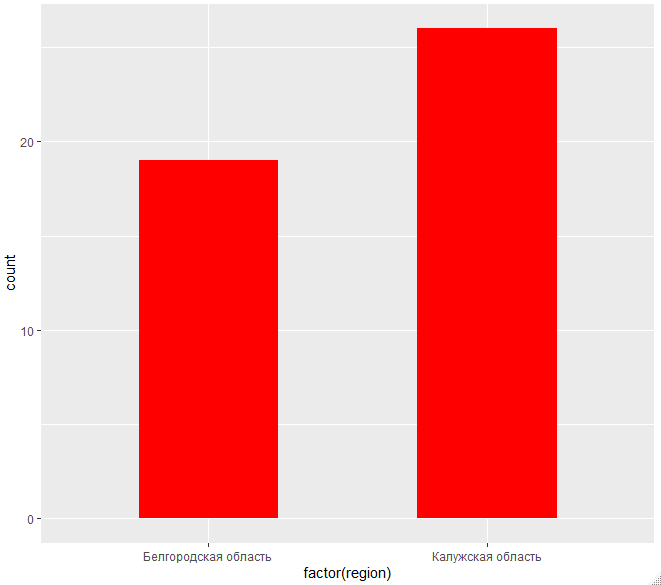 20
10
0
count
Белгородская область
Калужская область
factor(region)